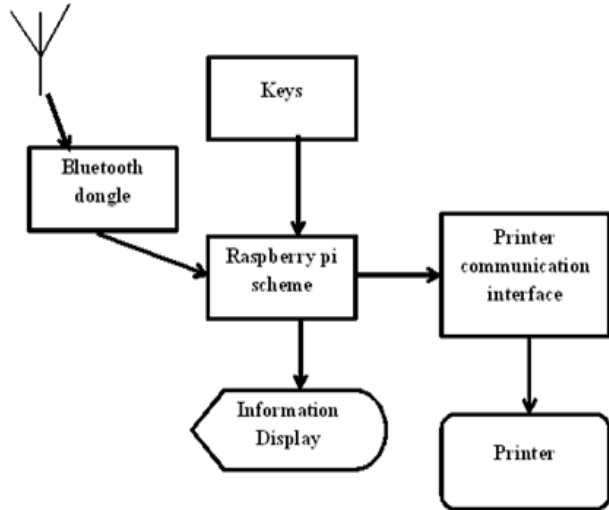 Keys
Bluetooth
dongle
Raspberry pi
scheme
Printer
communication
interface
Information
Display
Printer